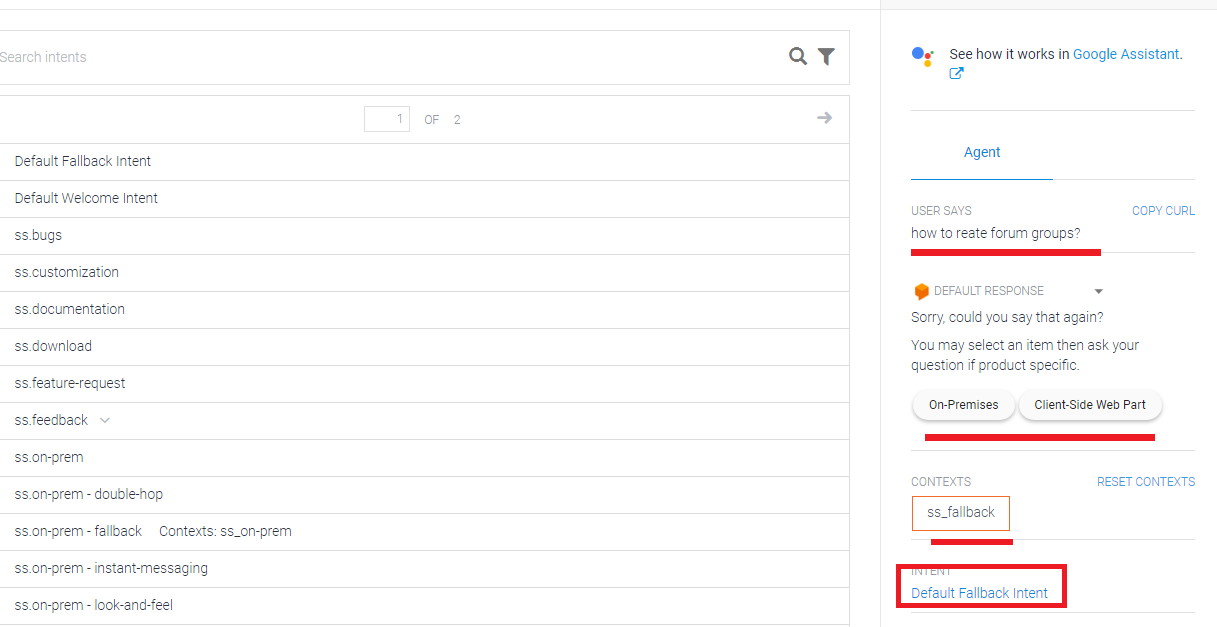 Search intents
1 OF 2
Default Fallback Intent
Default Welcome Intent
ss.bugs
ss.customization
ss.documentation
ss.download
ss.feature-request
ss.feedback
ss.on-prem
ss.on-prem - double-hop
ss.on-prem - fallback Contexts: ss_on-prem
ss.on-prem - instant-messaging
ss.on-prem - look-and-feel
See how it works in Google Assistant.
Agent
USER SAYS COPY CURL
how to reate forum groups?
DEFAULT RESPONSE
Sorry, could you say that again?
You may select an item then ask your
question if product specific.
On-Premises Client-Side Web Part
CONTEXTS RESET CONTEXTS
ss_fallback
INTENT
Default Fallback Intent